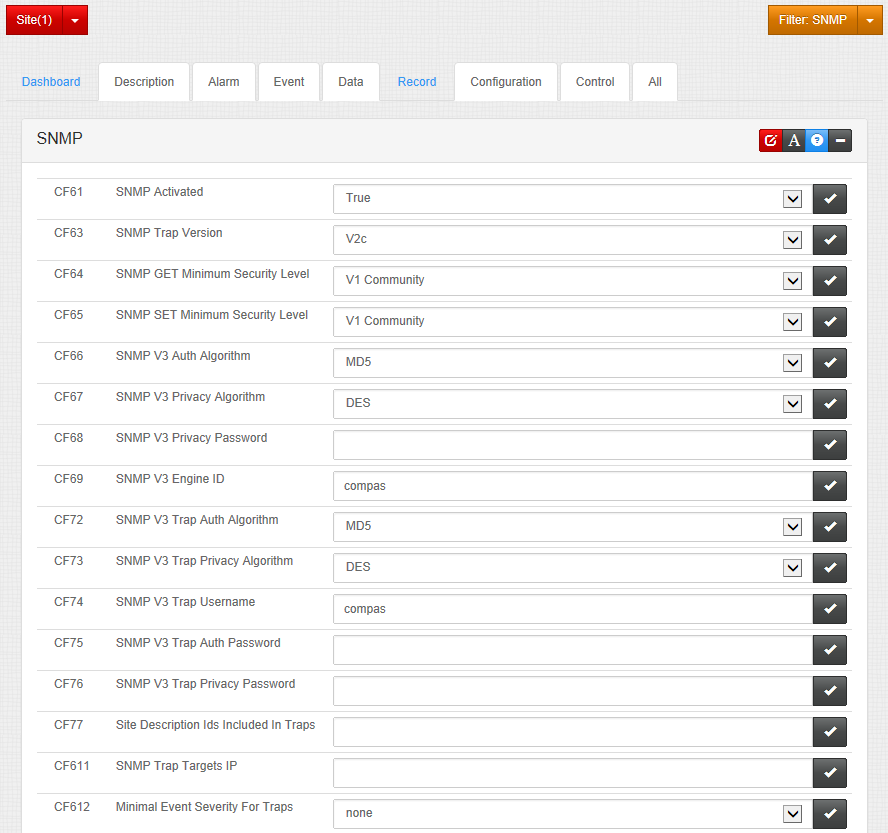 Site(1)
Filter: SNMP
Dashboard Description Alarm Event Data Record Configuration Control All
SNMP
A ?
CF61 SNMP Activated True
CF63 SNMP Trap Version V2c
CF64 SNMP GET Minimum Security Level V1 Community
CF65 SNMP SET Minimum Security Level V1 Community
CF66 SNMP V3 Auth Algorithm MD5
CF67 SNMP V3 Privacy Algorithm DES
CF68 SNMP V3 Privacy Password
CF69 SNMP V3 Engine ID compas
CF72 SNMP V3 Trap Auth Algorithm MD5
CF73 SNMP V3 Trap Privacy Algorithm DES
CF74 SNMP V3 Trap Username compas
CF75 SNMP V3 Trap Auth Password
CF76 SNMP V3 Trap Privacy Password
CF77 Site Description Ids Included In Traps
CF611 SNMP Trap Targets IP
CF612 Minimal Event Severity For Traps none